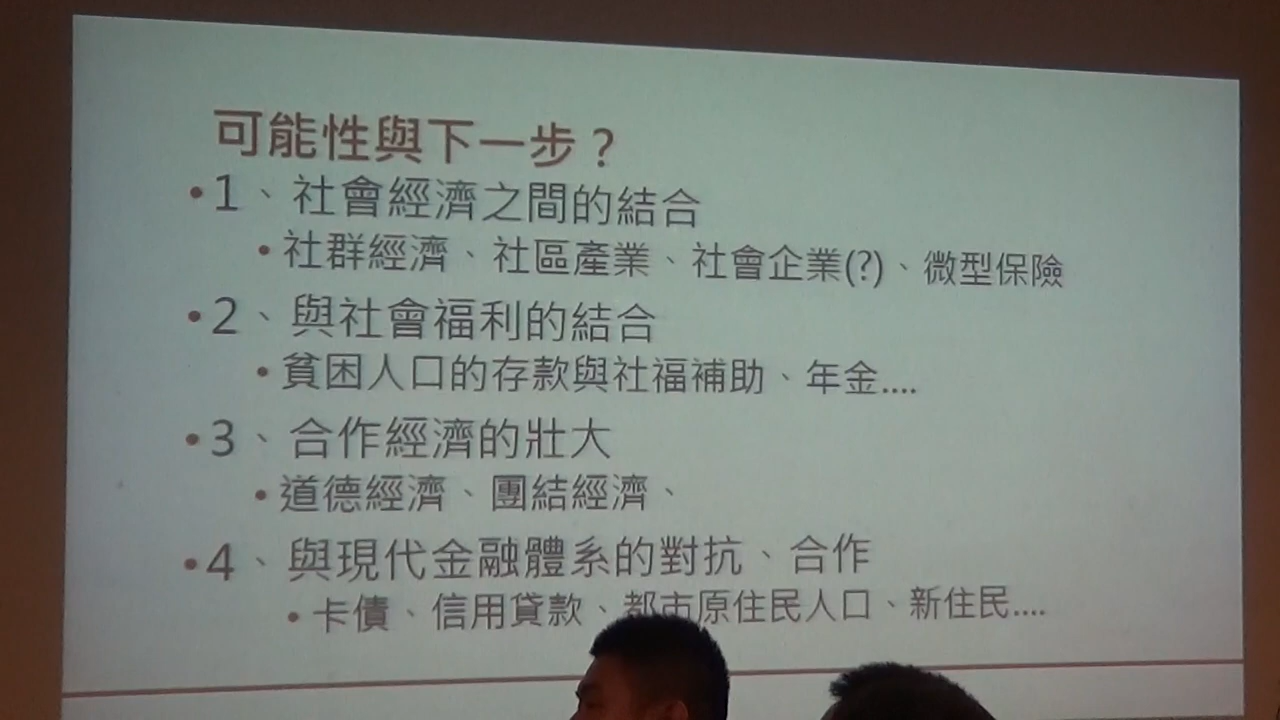 可能性與下一步？
•1、社會經濟之間的結合
•社群經濟、社區產業、社會企業(?)、微型保險
•2、與社會福利的結合
•貧困人口的存款與社福補助、年金....
•3、合作經濟的壯大
•道德經濟、團結經濟、
•4、與現代金融體系的對抗、合作
•卡債、信用貸款、都市原住民人口、新住民....